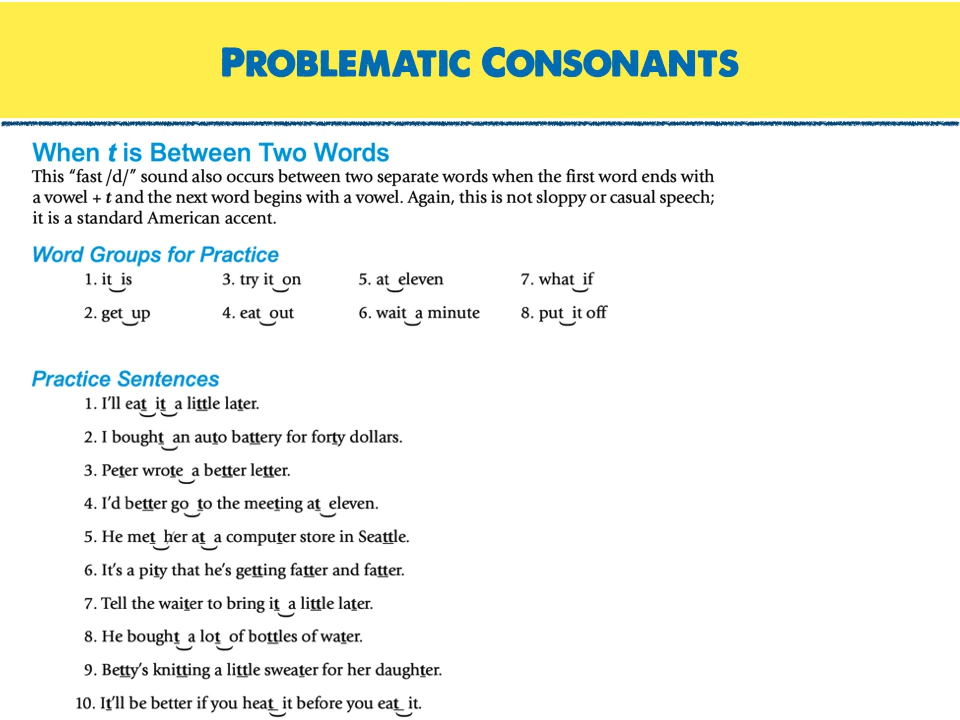 PROBLEMATIC CONSONANTS
When t is Between Two Words
This “fast /d/” sound also occurs between two separate words when the first word ends with
a vowel + t and the next word begins with a vowel. Again, this is not sloppy or casual speech;
it is a standard American accent.
Word Groups for Practice
1. it is 3. try it on 5. at eleven 7. what if
2. get up 4. eat out 6. wait a minute 8. put it off
Practice Sentences
1. I’ll eat it a little later.
2. I bought an auto battery for forty dollars.
3. Peter wrote a better letter.
4. I’d better go to the meeting at eleven.
5. He met her at a computer store in Seattle.
6. It’s a pity that he’s getting fatter and fatter.
7. Tell the waiter to bring it a little later.
8. He bought a lot of bottles of water.
9. Betty’s knitting a little sweater for her daughter.
10. It’ll be better if you heat it before you eat it.